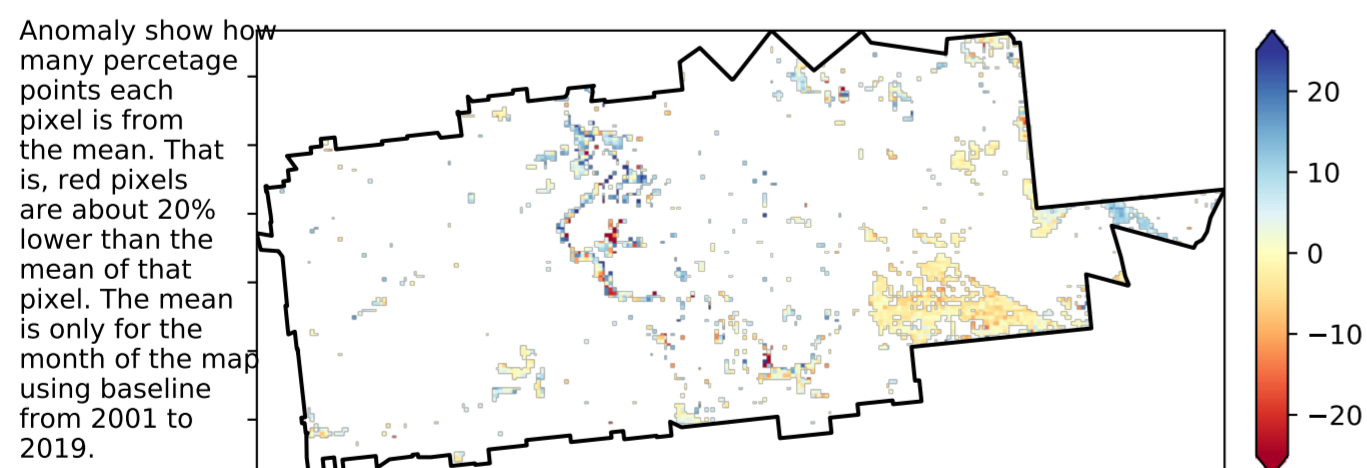 Anomaly show how
many percetage
points each
pixel is from
the mean. That
is, red pixels
are about 20%
lower than the
mean of that
pixel. The mean
is only for the
month of the map
using baseline
from 2001 to
2019.
20
10
0
−10
−20